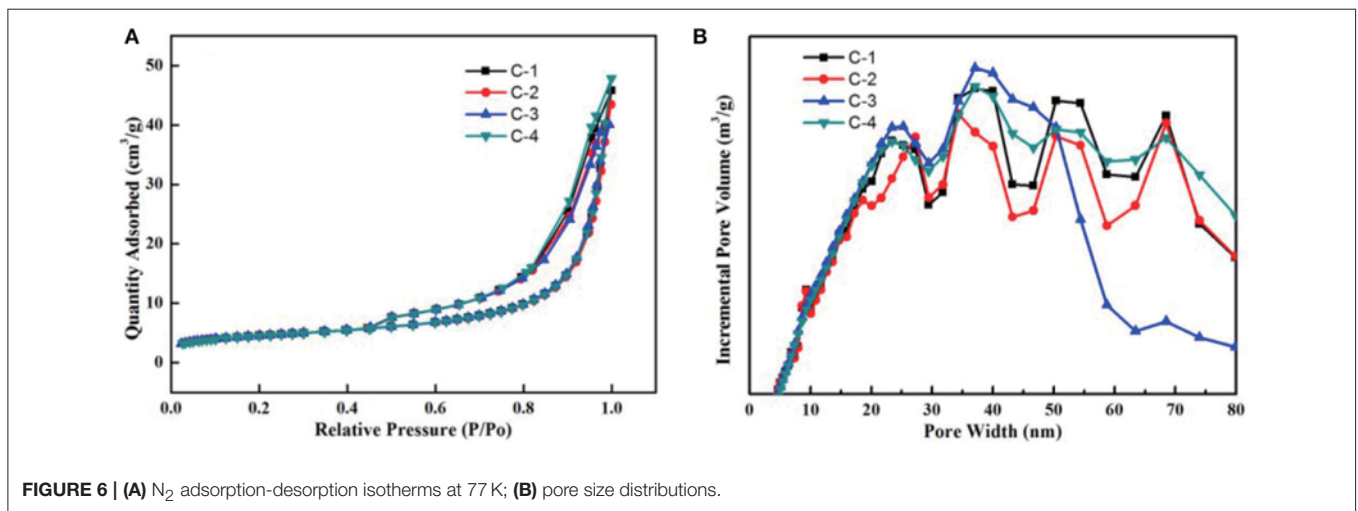 A
50
40
30
20
10
0
0.0 0.2 0.4 0.6 0.8 1.0
Quantity Adsorbed (cm³/g)
Relative Pressure (P/Po)
C-1
C-2
C-3
C-4
B
C-1
C-2
C-3
C-4
Incremental Pore Volume (m³/g)
0 10 20 30 40 50 60 70 80
Pore Width (nm)
FIGURE 6 | (A) N₂ adsorption-desorption isotherms at 77 K; (B) pore size distributions.